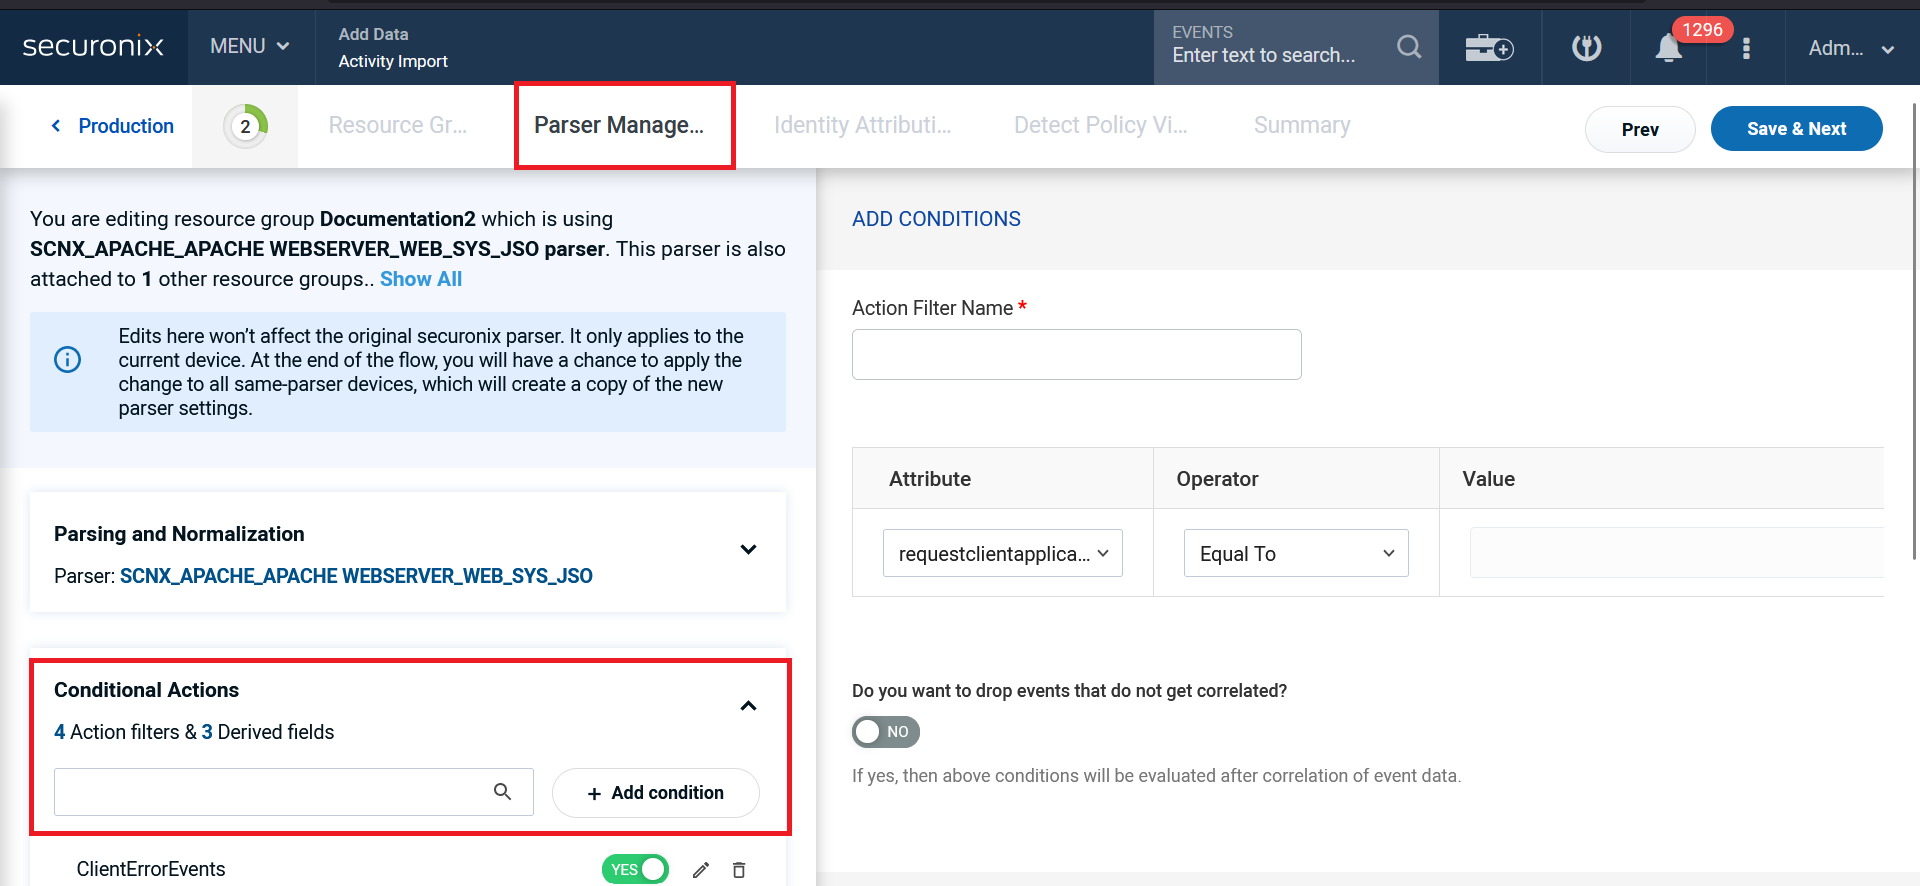 securonix
MENU
Add Data
Activity Import
EVENTS
Enter text to search...
1296
Adm...
Production
2
Resource Gr...
Parser Manage...
Identity Attributi...
Detect Policy Vi...
Summary
Prev
Save & Next
You are editing resource group Documentation2 which is using
SCNX_APACHE_APACHE WEBSERVER_WEB_SYS_JSO parser. This parser is also
attached to 1 other resource groups.. Show All
Edits here won’t affect the original securonix parser. It only applies to the
current device. At the end of the flow, you will have a chance to apply the
change to all same-parser devices, which will create a copy of the new
parser settings.
Parsing and Normalization
Parser: SCNX_APACHE_APACHE WEBSERVER_WEB_SYS_JSO
Conditional Actions
4 Action filters & 3 Derived fields
+ Add condition
ClientErrorEvents
YES
ADD CONDITIONS
Action Filter Name *
Attribute
Operator
Value
requestclientapplica...
Equal To
Do you want to drop events that do not get correlated?
NO
If yes, then above conditions will be evaluated after correlation of event data.